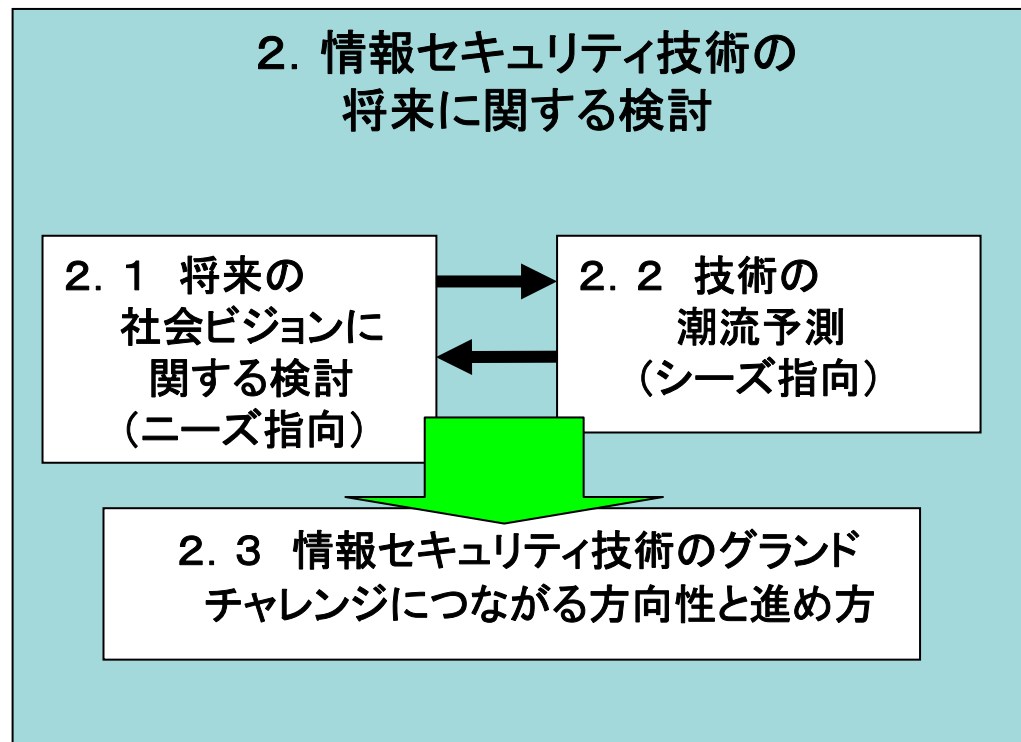 ２．情報セキュリティ技術の
将来に関する検討
２．１　将来の
社会ビジョンに
関する検討
（ニーズ指向）
２．２　技術の
潮流予測
（シーズ指向）
２．３　情報セキュリティ技術のグランド
チャレンジにつながる方向性と進め方